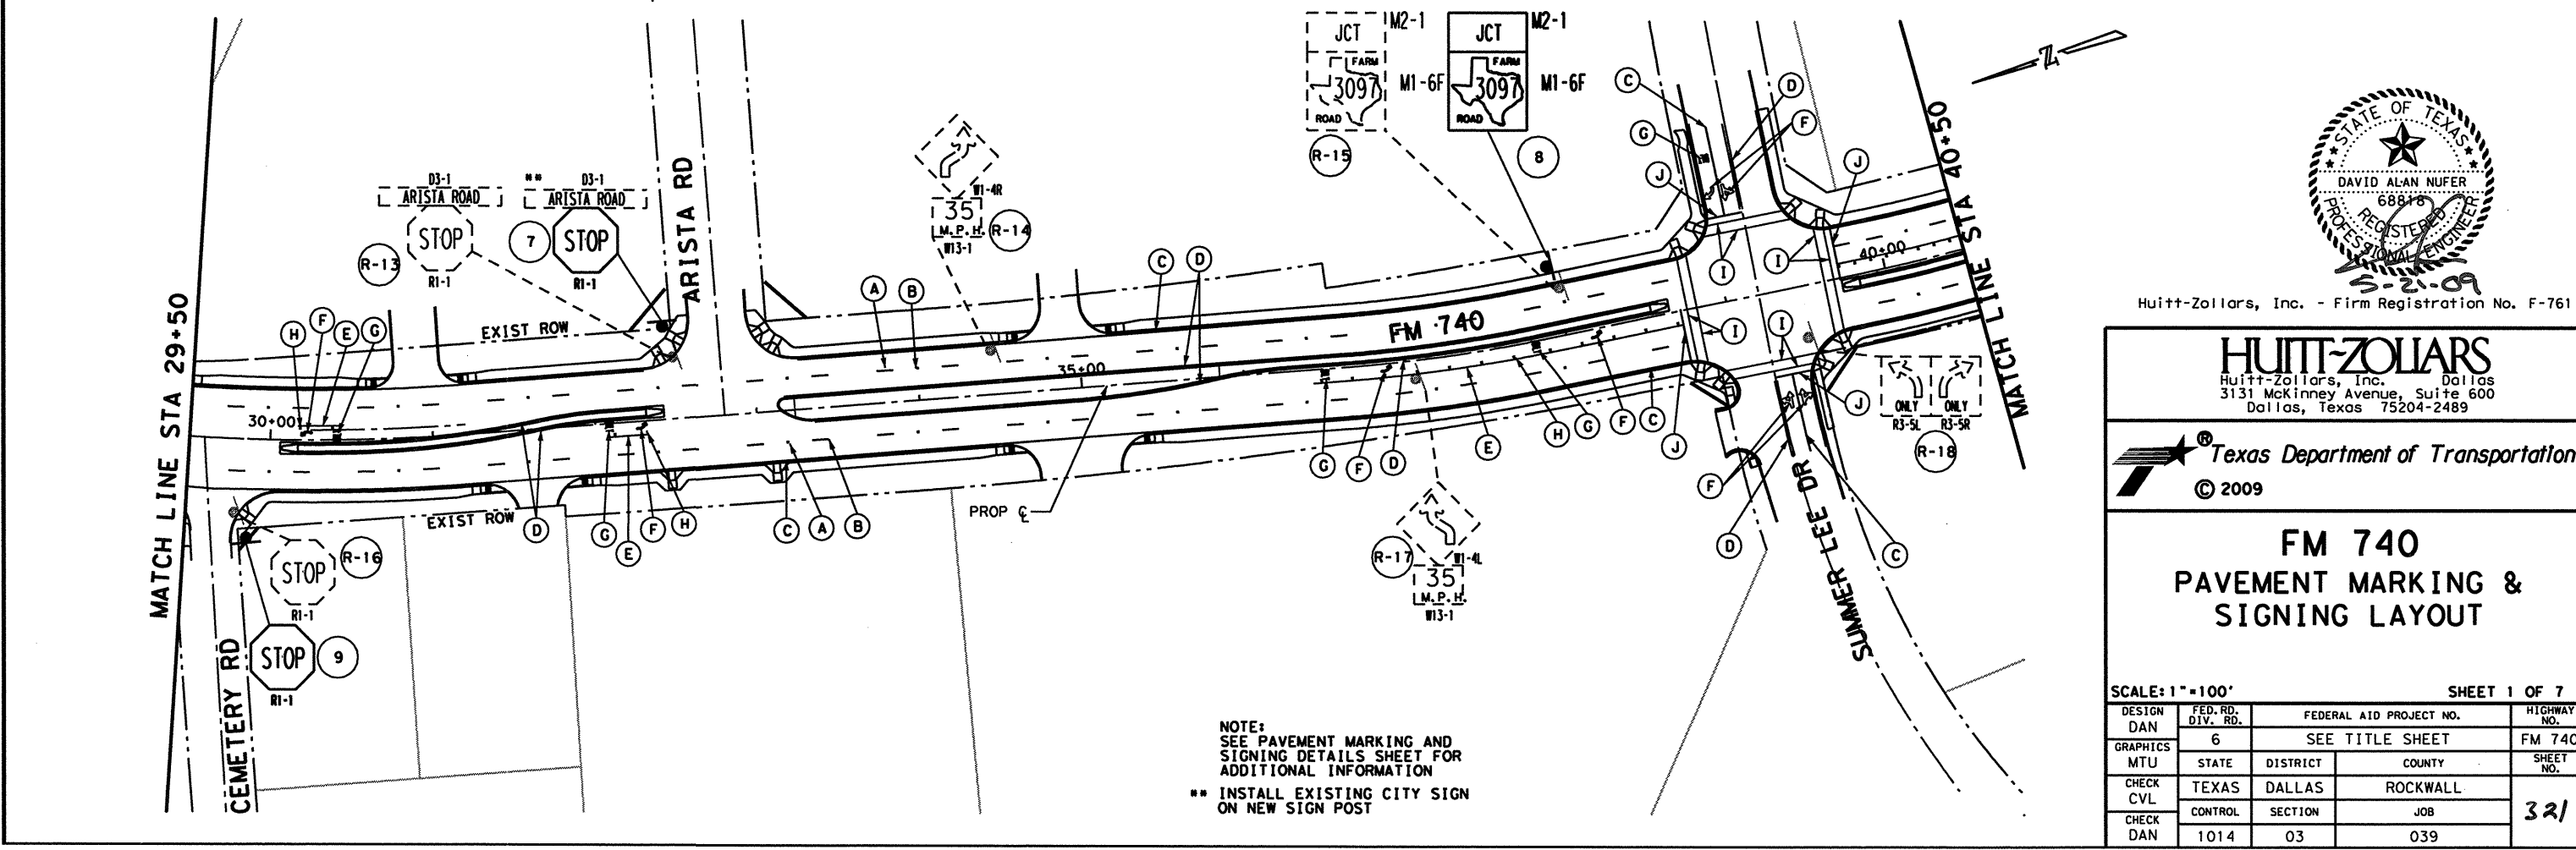 JCT
M2-1
FARM
3097
ROAD
M1-6F
R-15
JCT
M2-1
FARM
3097
ROAD
M1-6F
8
C
D
G
F
J
J
I
I
MATCH LINE STA 40+50
40+00
D3-1
ARISTA ROAD
STOP
R-13
R1-1
**
D3-1
ARISTA ROAD
7
STOP
R1-1
ARISTA RD
W1-4R
35
M.P.H.
R-14
W13-1
A
B
C
D
MATCH LINE STA 29+50
H
F
E
G
EXIST ROW
30+00
35+00
FM 740
I
I
ONLY
ONLY
R3-5L
R3-5R
R-18
J
EXIST ROW
D
G
E
F
H
C
A
B
PROP ℄
G
F
D
E
H
G
F
C
J
F
D
C
SUMMER LEE DR
R-17
W1-4L
35
M.P.H.
W13-1
STOP
R-16
R1-1
STOP
9
R1-1
CEMETERY RD
NOTE:
SEE PAVEMENT MARKING AND
SIGNING DETAILS SHEET FOR
ADDITIONAL INFORMATION
** INSTALL EXISTING CITY SIGN
ON NEW SIGN POST
Z
STATE OF TEXAS
DAVID ALAN NUFER
68818
REGISTERED
PROFESSIONAL ENGINEER
5-21-09
Huitt-Zollars, Inc. - Firm Registration No. F-761
HUITT-ZOLLARS
Huitt-Zollars, Inc. Dallas
3131 McKinney Avenue, Suite 600
Dallas, Texas 75204-2489
® Texas Department of Transportation
© 2009
FM 740
PAVEMENT MARKING &
SIGNING LAYOUT
SCALE: 1"=100' SHEET 1 OF 7
DESIGN
DAN
FED.RD. DIV. RD.
FEDERAL AID PROJECT NO.
HIGHWAY NO.
6
SEE TITLE SHEET
FM 740
GRAPHICS
MTU
STATE
DISTRICT
COUNTY
SHEET NO.
CHECK
CVL
TEXAS
DALLAS
ROCKWALL
321
CHECK
DAN
CONTROL
SECTION
JOB
1014
03
039